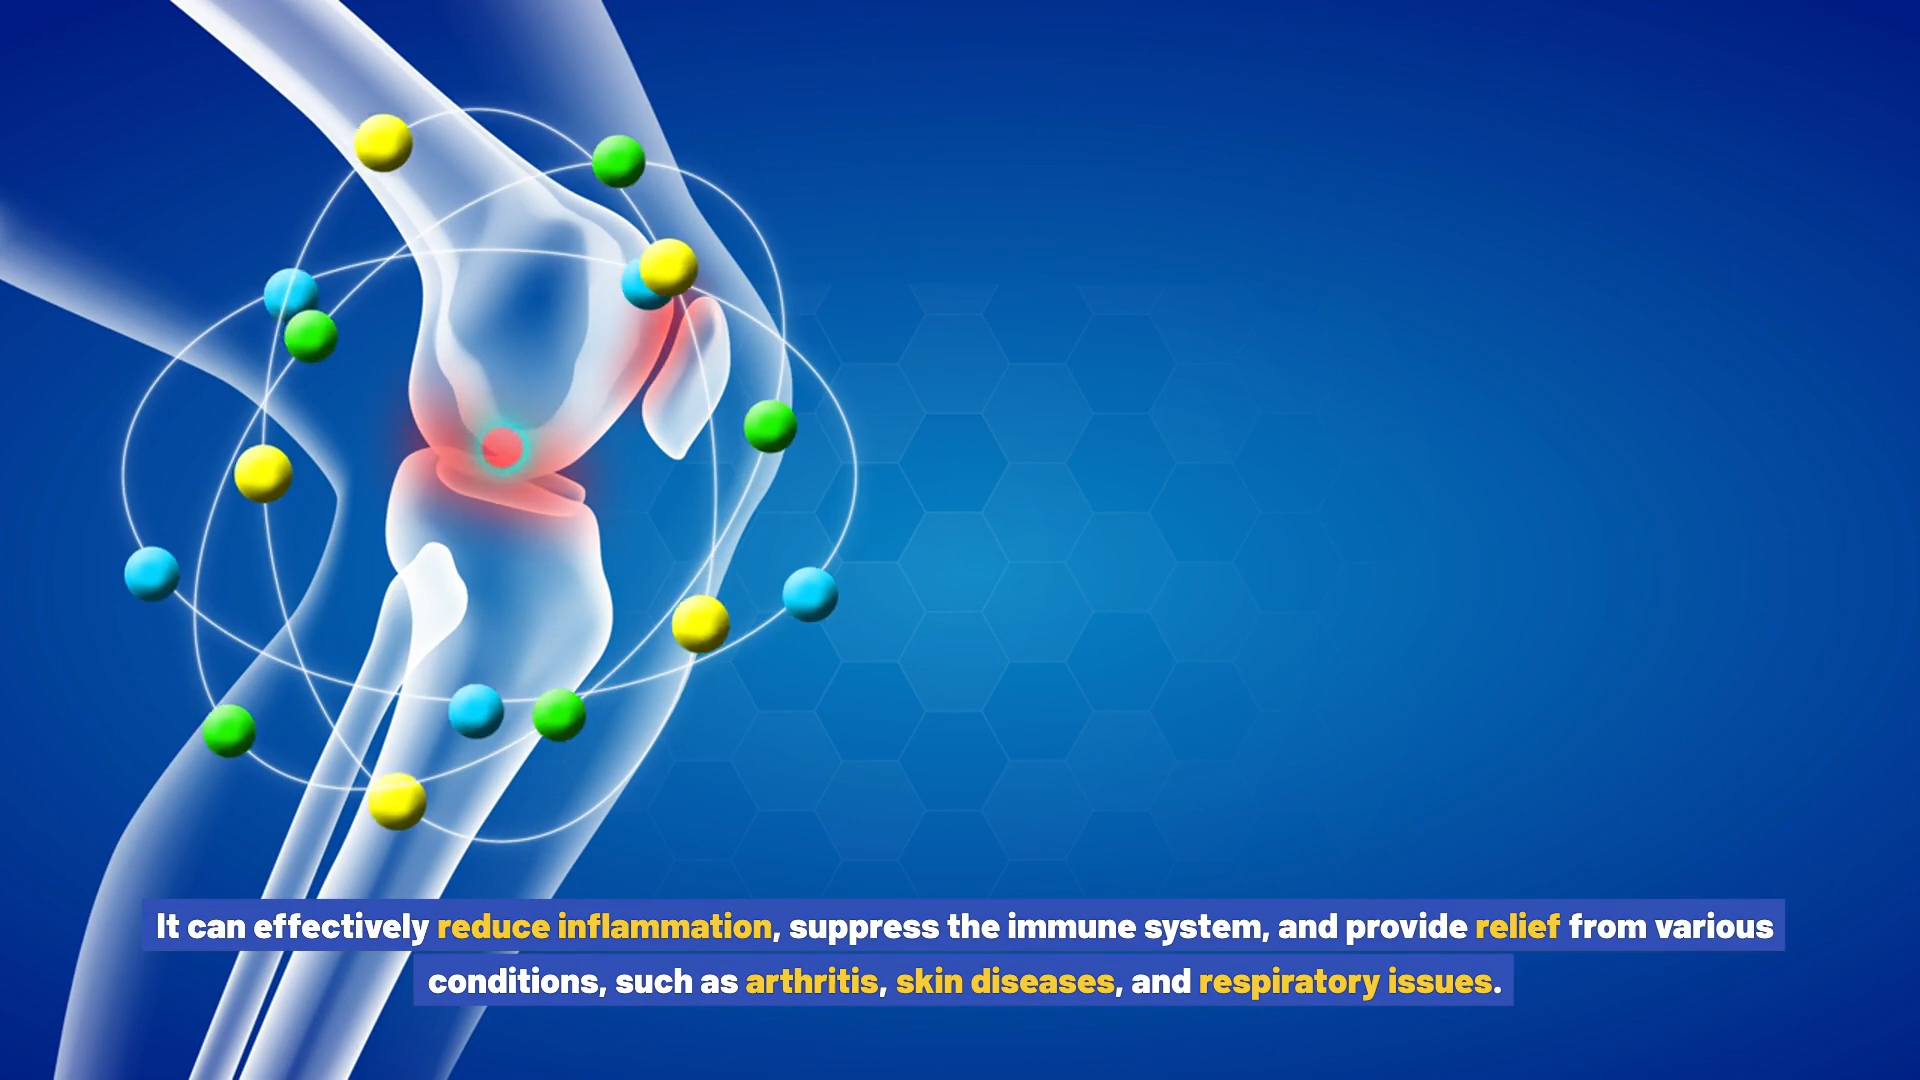 It can effectively reduce inflammation, suppress the immune system, and provide relief from various
conditions, such as arthritis, skin diseases, and respiratory issues.